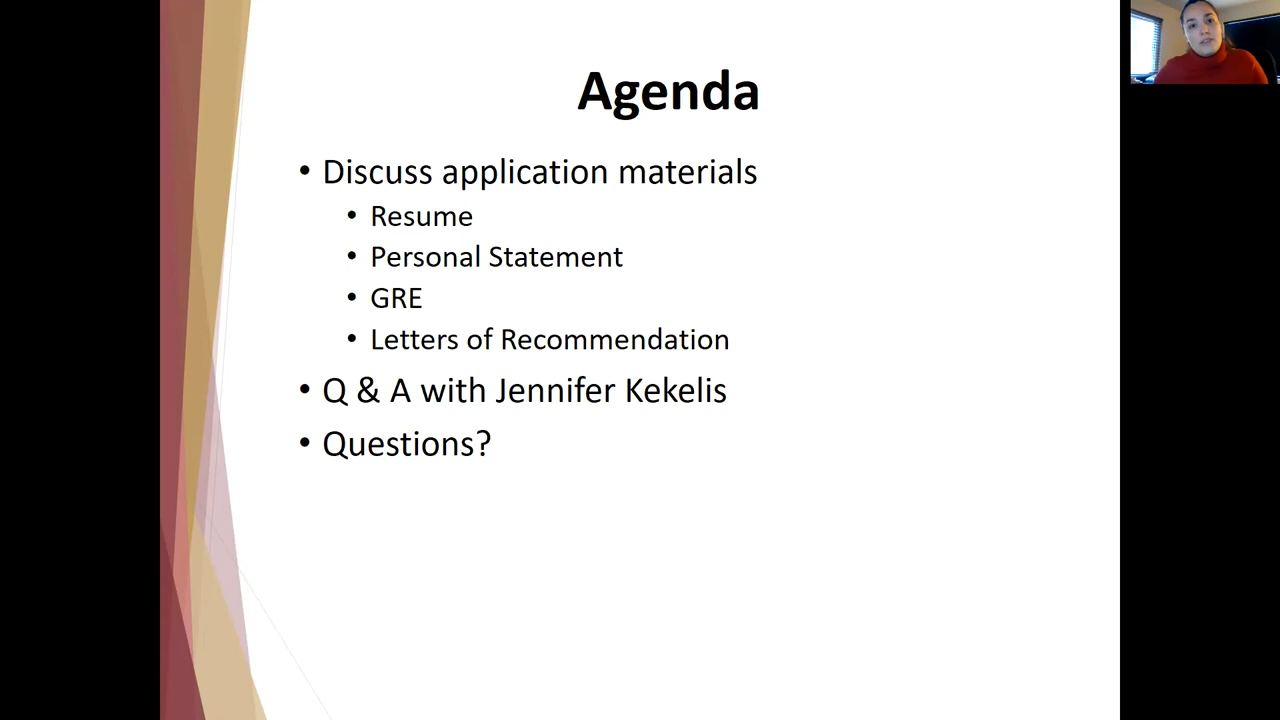 Agenda
• Discuss application materials
• Resume
• Personal Statement
• GRE
• Letters of Recommendation
• Q & A with Jennifer Kekelis
• Questions?